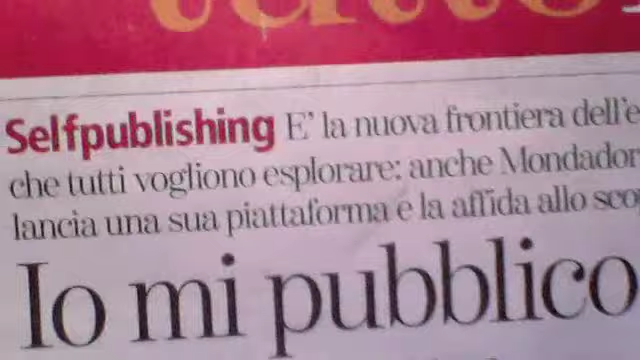 Selfpublishing E' la nuova frontiera dell'e
che tutti vogliono esplorare: anche Mondador
lancia una sua piattaforma e la affida allo sco
Io mi pubblico